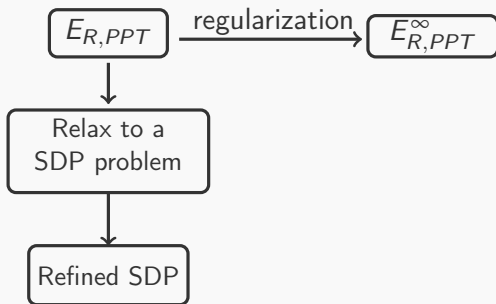 E_{R,PPT}
regularization
E^∞_{R,PPT}
Relax to a
SDP problem
Refined SDP